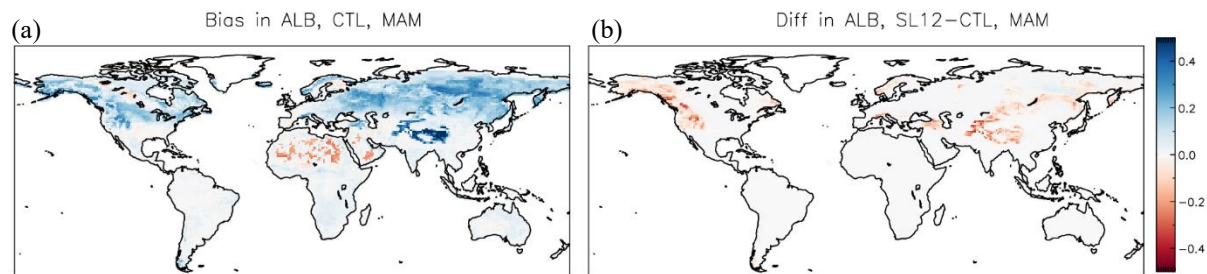 (a)
Bias in ALB, CTL, MAM
(b)
Diff in ALB, SL12−CTL, MAM
0.4
0.2
0.0
-0.2
-0.4